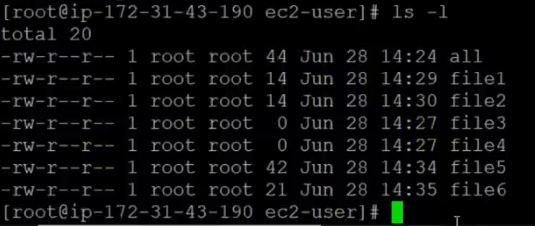 [root@ip-172-31-43-190 ec2-user]# ls -l
total 20
-rw-r--r-- 1 root root 44 Jun 28 14:24 all
-rw-r--r-- 1 root root 14 Jun 28 14:29 file1
-rw-r--r-- 1 root root 14 Jun 28 14:30 file2
-rw-r--r-- 1 root root  0 Jun 28 14:27 file3
-rw-r--r-- 1 root root  0 Jun 28 14:27 file4
-rw-r--r-- 1 root root 42 Jun 28 14:34 file5
-rw-r--r-- 1 root root 21 Jun 28 14:35 file6
[root@ip-172-31-43-190 ec2-user]#